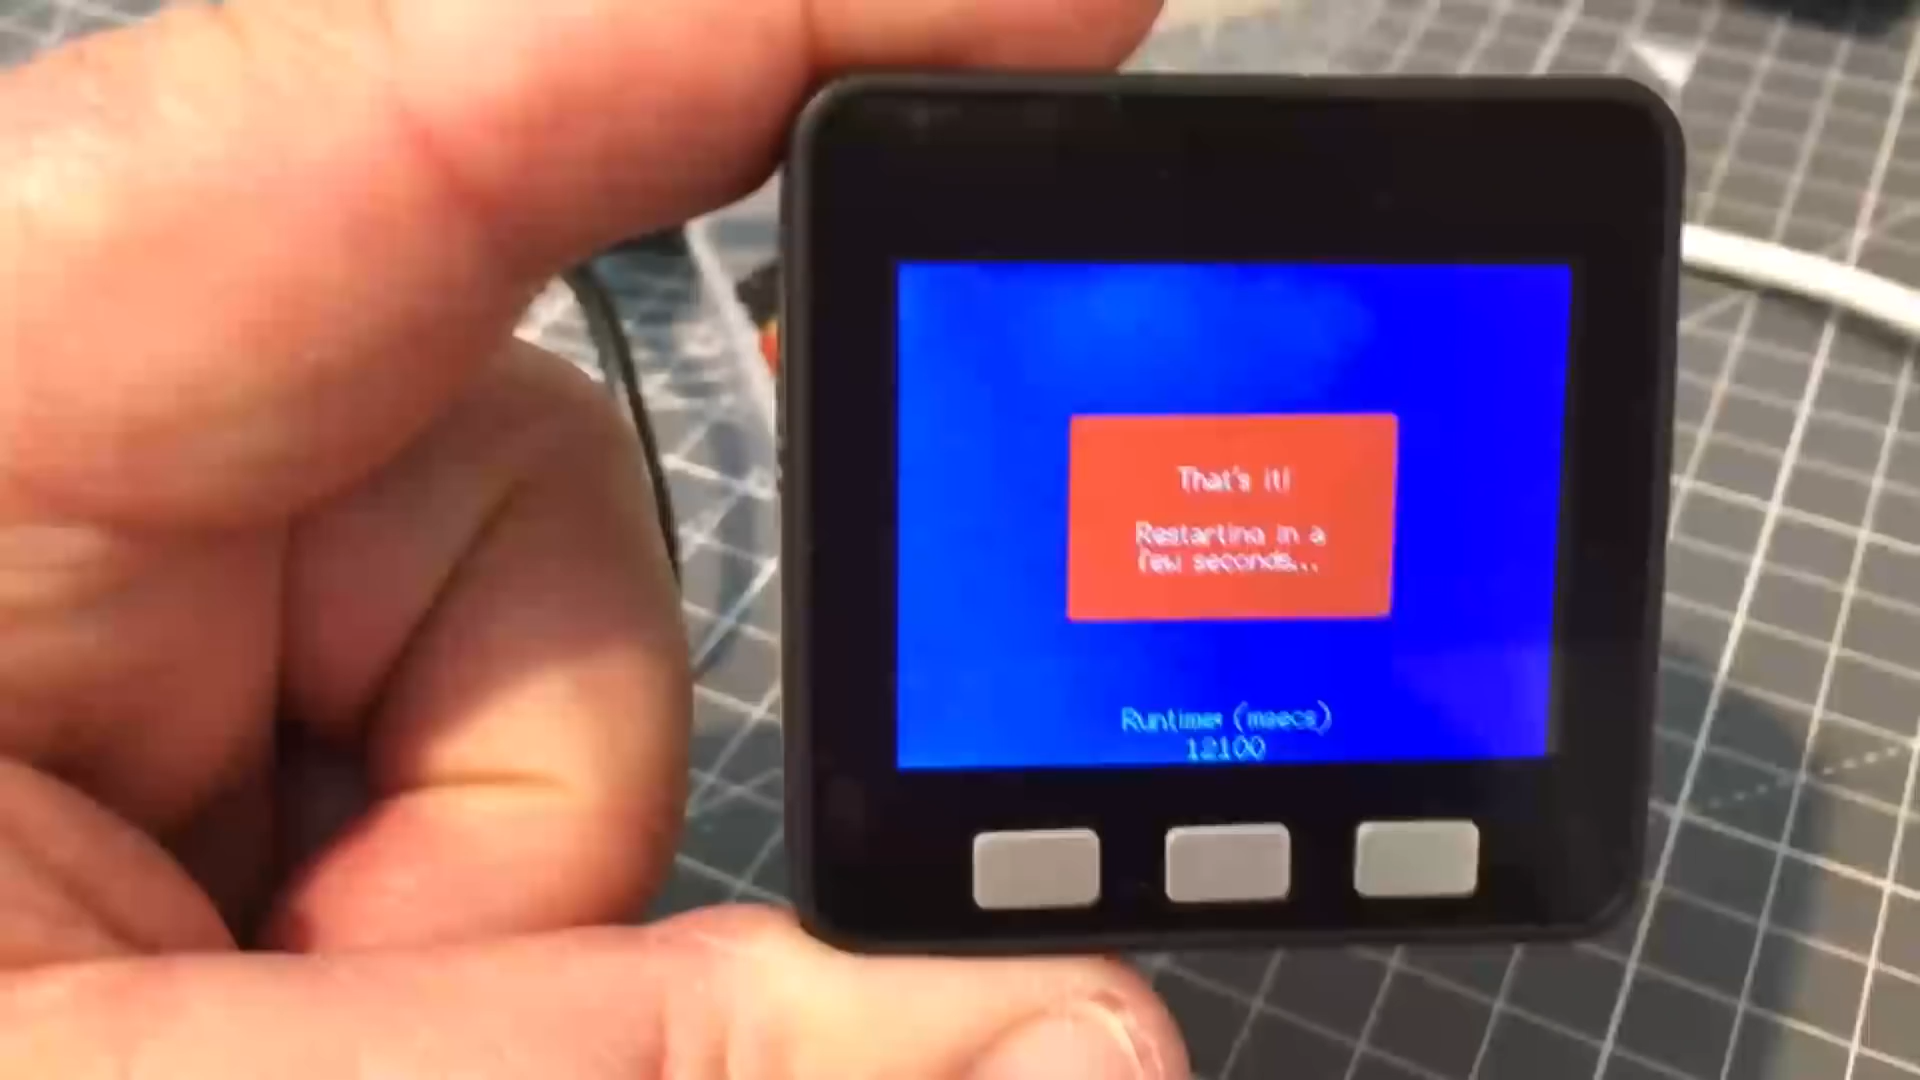 That's it!
Restarting in a
few seconds...
Runtime: (msecs)
12100